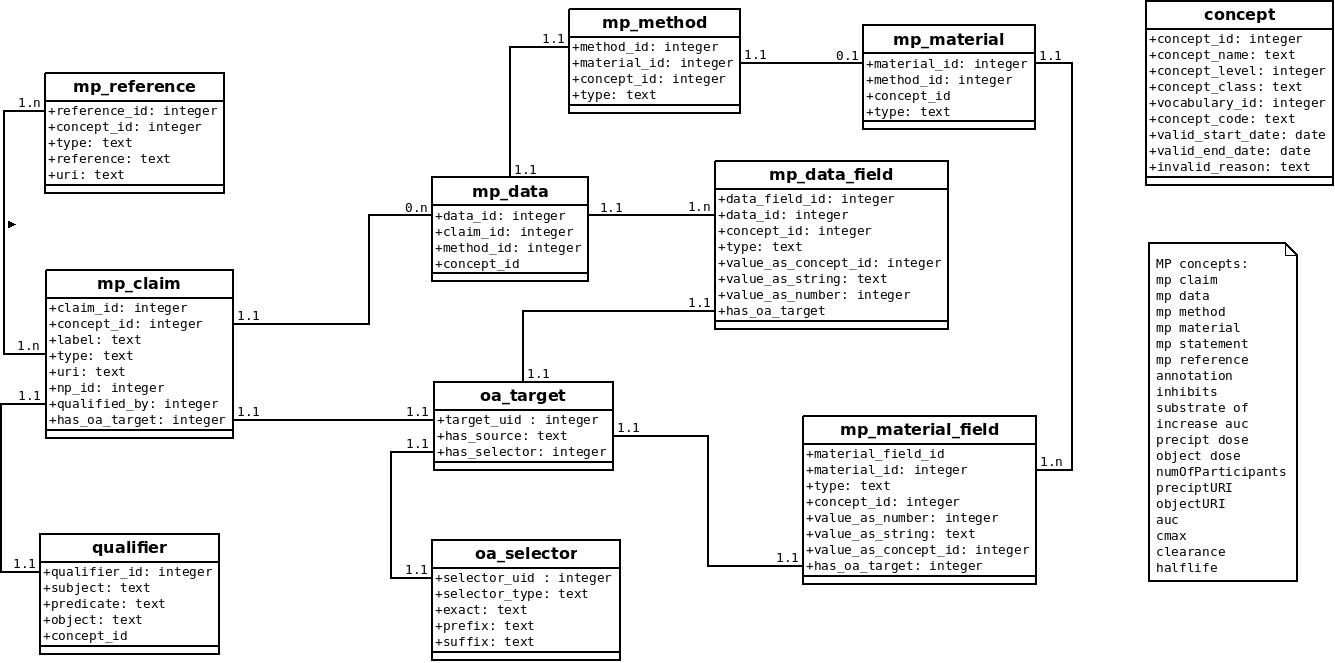 mp_method
+method_id: integer
+material_id: integer
+concept_id: integer
+type: text
1.1
1.1
0.1
mp_material
+material_id: integer
+method_id: integer
+concept_id
+type: text
1.1
concept
+concept_id: integer
+concept_name: text
+concept_level: integer
+concept_class: text
+vocabulary_id: integer
+concept_code: text
+valid_start_date: date
+valid_end_date: date
+invalid_reason: text
mp_reference
+reference_id: integer
+concept_id: integer
+type: text
+reference: text
+uri: text
1.n
1.1
mp_data
+data_id: integer
+claim_id: integer
+method_id: integer
+concept_id
0.n
1.1
1.n
mp_data_field
+data_field_id: integer
+data_id: integer
+concept_id: integer
+type: text
+value_as_concept_id: integer
+value_as_string: text
+value_as_number: integer
+has_oa_target
1.1
mp_claim
+claim_id: integer
+concept_id: integer
+label: text
+type: text
+uri: text
+np_id: integer
+qualified_by: integer
+has_oa_target: integer
1.1
1.n
1.1
1.1
1.1
1.1
oa_target
+target_uid : integer
+has_source: text
+has_selector: integer
1.1
1.1
mp_material_field
+material_field_id
+material_id: integer
+type: text
+concept_id: integer
+value_as_number: integer
+value_as_string: text
+value_as_concept_id: integer
+has_oa_target: integer
1.n
1.1
MP concepts:
mp claim
mp data
mp method
mp material
mp statement
mp reference
annotation
inhibits
substrate of
increase auc
precipt dose
object dose
numOfParticipants
preciptURI
objectURI
auc
cmax
clearance
halflife
qualifier
+qualifier_id: integer
+subject: text
+predicate: text
+object: text
+concept_id
1.1
oa_selector
+selector_uid : integer
+selector_type: text
+exact: text
+prefix: text
+suffix: text
1.1